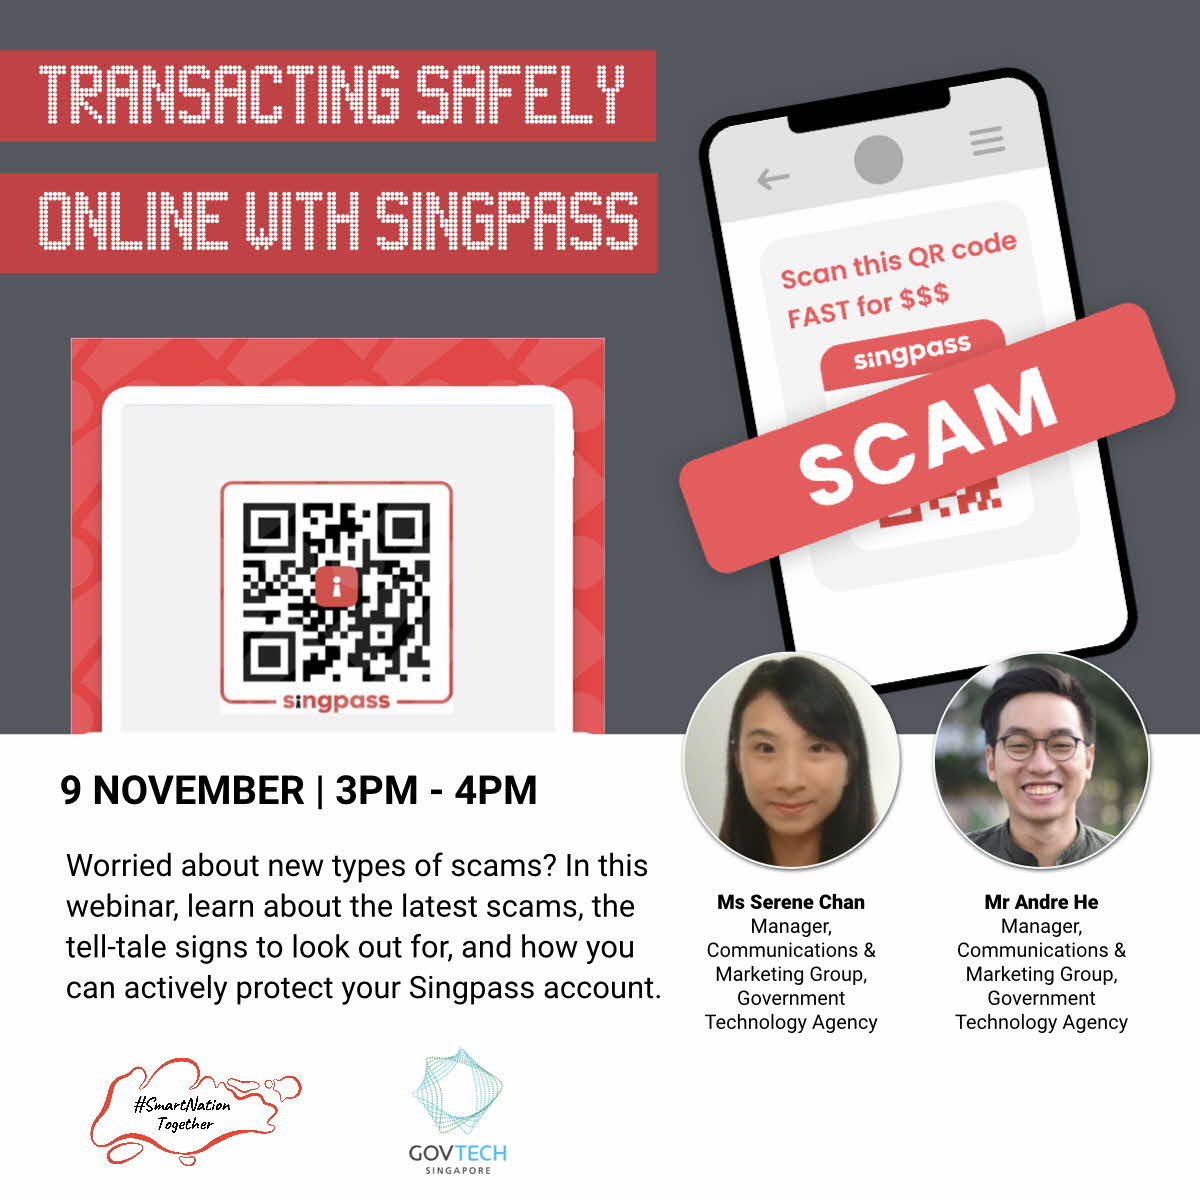 TRANSACTING SAFELY
ONLINE WITH SINGPASS
Scan this QR code
FAST for $$$
singpass
SCAM
singpass
9 NOVEMBER | 3PM - 4PM
Worried about new types of scams? In this
webinar, learn about the latest scams, the
tell-tale signs to look out for, and how you
can actively protect your Singpass account.
Ms Serene Chan
Manager,
Communications &
Marketing Group,
Government
Technology Agency
Mr Andre He
Manager,
Communications &
Marketing Group,
Government
Technology Agency
#SmartNation
Together
GOVTECH
SINGAPORE